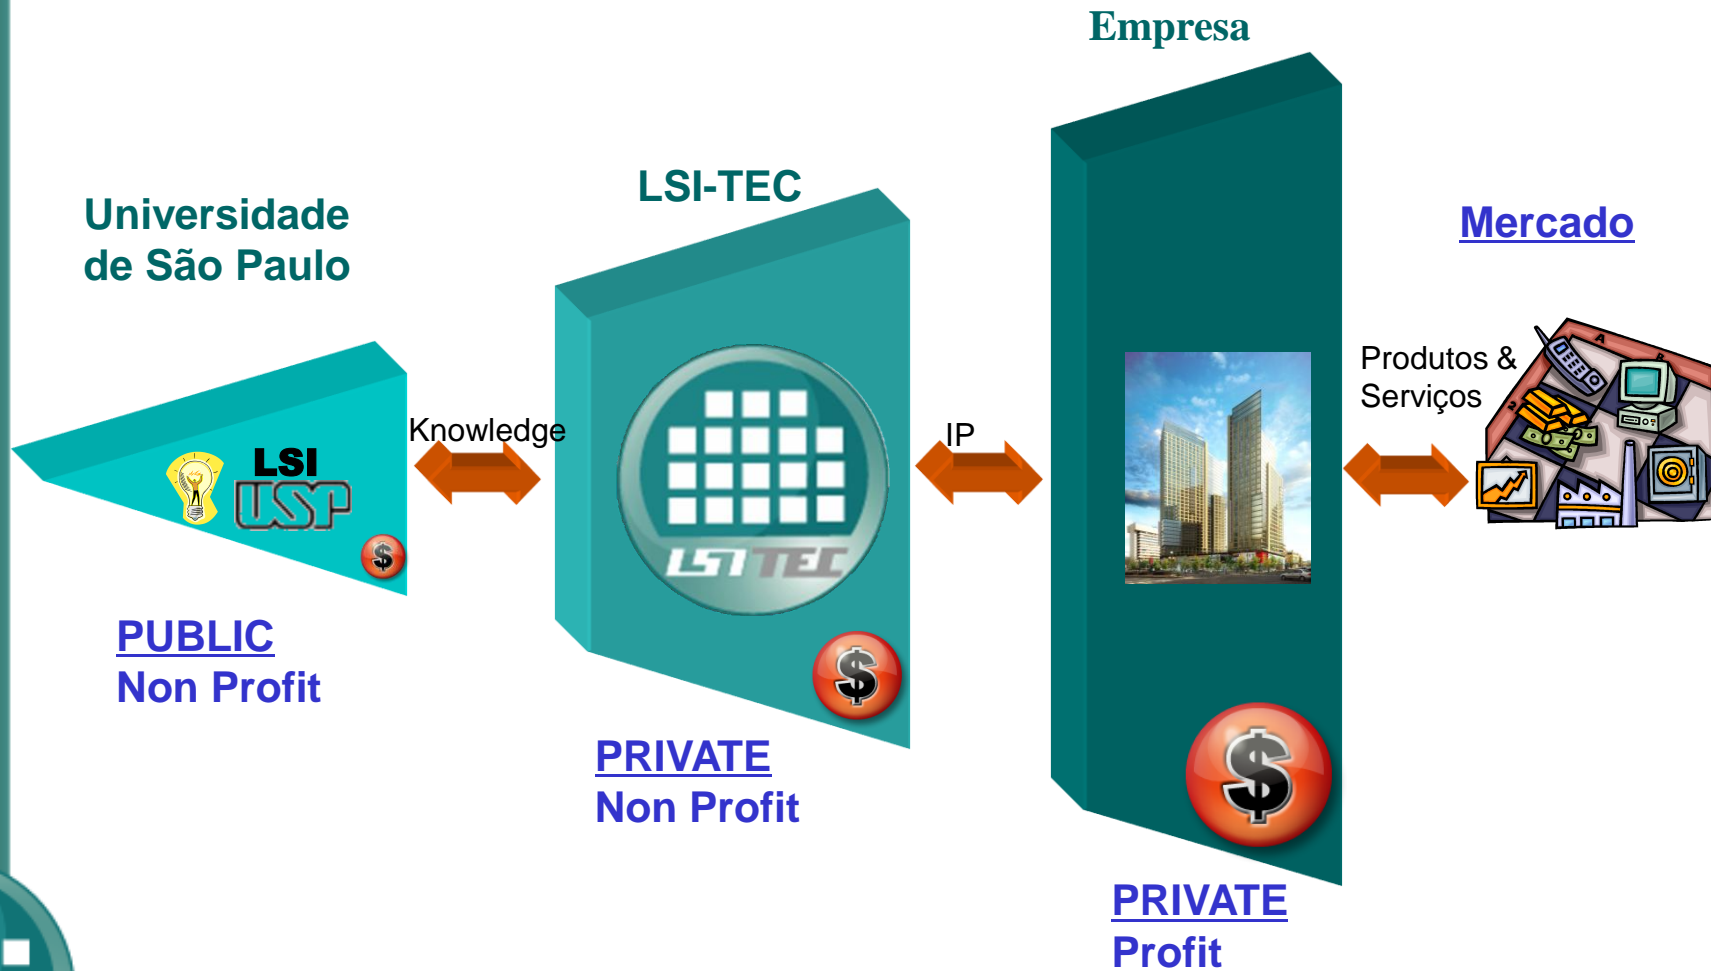 Empresa
LSI-TEC
Universidade
de São Paulo
Mercado
Produtos &
Serviços
Knowledge
IP
LSI
USP
$
LSI TEC
$
$
PUBLIC
Non Profit
PRIVATE
Non Profit
PRIVATE
Profit